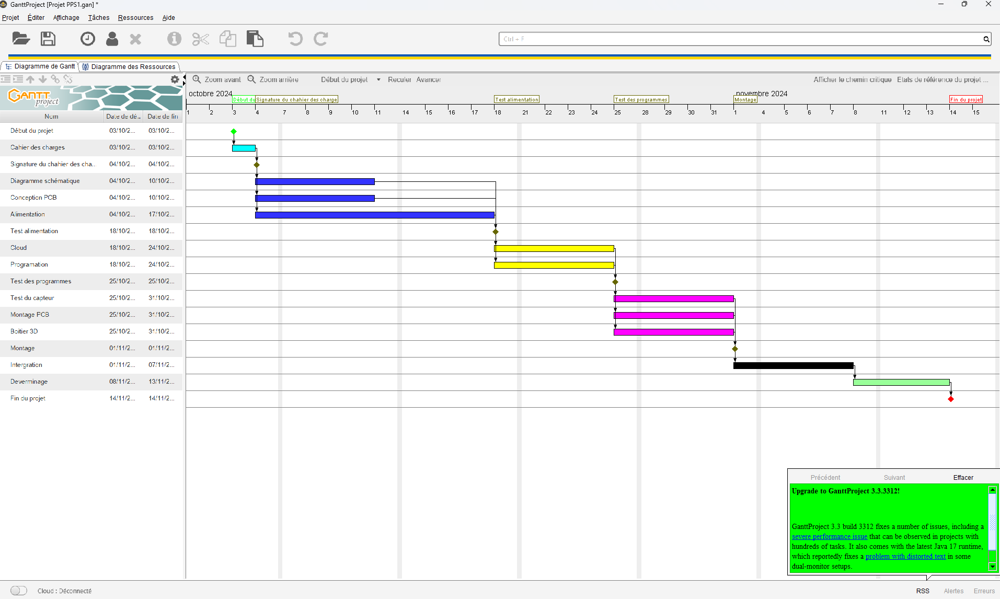 GanttProject [Projet PPS1.gan] *
Projet Éditer Affichage Tâches Ressources Aide
Ctrl + F
Diagramme de Gantt Diagramme des Ressources
Zoom avant Zoom arrière Début du projet Reculer Avancer Afficher le chemin critique Etats de référence du projet ...
GANTT project
octobre 2024 novembre 2024
Début du Signature du chahier des charge Test alimentation Test des programmes Montage Fin du projet
1 2 3 4 7 8 9 10 11 14 15 16 17 18 21 22 23 24 25 28 29 30 31 1 4 5 6 7 8 11 12 13 14 15
Nom Date de dé... Date de fin
Début du projet 03/10/2... 03/10/2...
Cahier des charges 03/10/2... 03/10/2...
Signature du chahier des cha... 04/10/2... 04/10/2...
Diagramme schématique 04/10/2... 10/10/2...
Conception PCB 04/10/2... 10/10/2...
Alimentation 04/10/2... 17/10/2...
Test alimentation 18/10/2... 18/10/2...
Cloud 18/10/2... 24/10/2...
Programation 18/10/2... 24/10/2...
Test des programmes 25/10/2... 25/10/2...
Test du capteur 25/10/2... 31/10/2...
Montage PCB 25/10/2... 31/10/2...
Boitier 3D 25/10/2... 31/10/2...
Montage 01/11/2... 01/11/2...
Intergration 01/11/2... 07/11/2...
Deverminage 08/11/2... 13/11/2...
Fin du projet 14/11/2... 14/11/2...
Précédent Suivant Effacer
Upgrade to GanttProject 3.3.3312!
GanttProject 3.3 build 3312 fixes a number of issues, including a
severe performance issue that can be observed in projects with
hundreds of tasks. It also comes with the latest Java 17 runtime,
which reportedly fixes a problem with distorted text in some
dual-monitor setups.
Cloud : Déconnecté RSS Alertes Erreurs